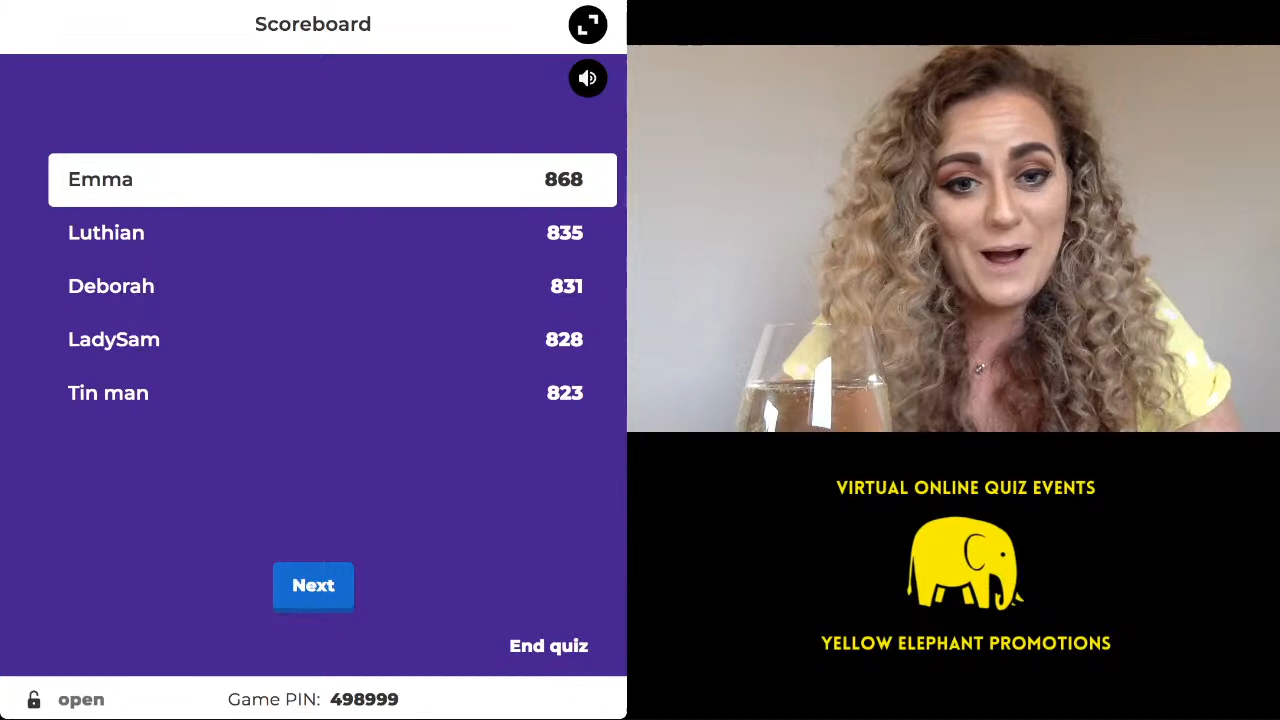 Scoreboard
Emma 868
Luthian 835
Deborah 831
LadySam 828
Tin man 823
Next
End quiz
open Game PIN: 498999
VIRTUAL ONLINE QUIZ EVENTS
YELLOW ELEPHANT PROMOTIONS